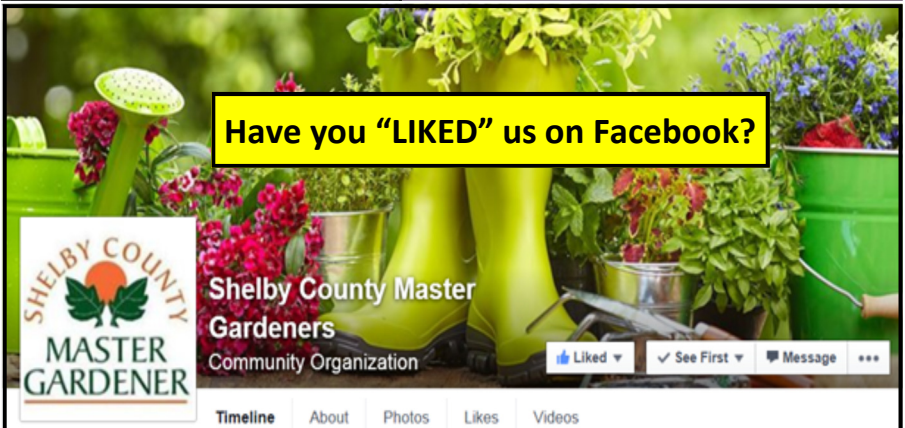 Have you “LIKED” us on Facebook?
SHELBY COUNTY
MASTER
GARDENER
Shelby County Master
Gardeners
Community Organization
Liked
See First
Message
Timeline About Photos Likes Videos